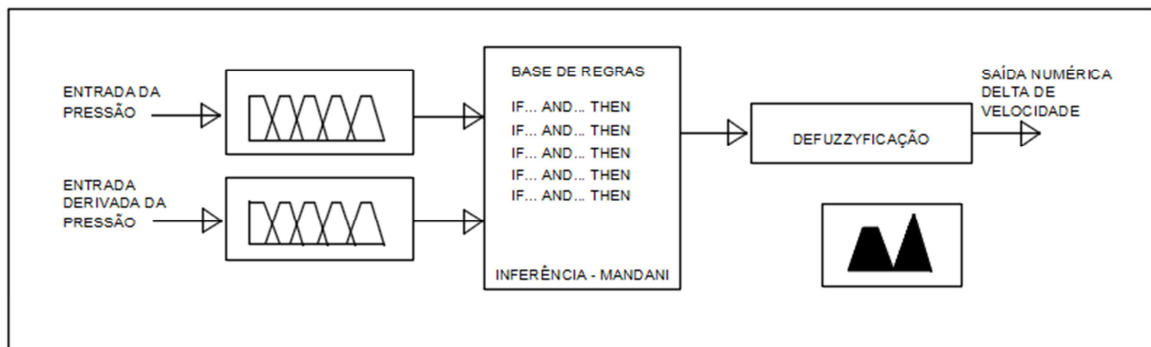 ENTRADA DA
PRESSÃO
ENTRADA
DERIVADA DA
PRESSÃO
BASE DE REGRAS
IF... AND... THEN
IF... AND... THEN
IF... AND... THEN
IF... AND... THEN
IF... AND... THEN
INFERÊNCIA - MANDANI
DEFUZZYFICAÇÃO
SAÍDA NUMÉRICA
DELTA DE
VELOCIDADE